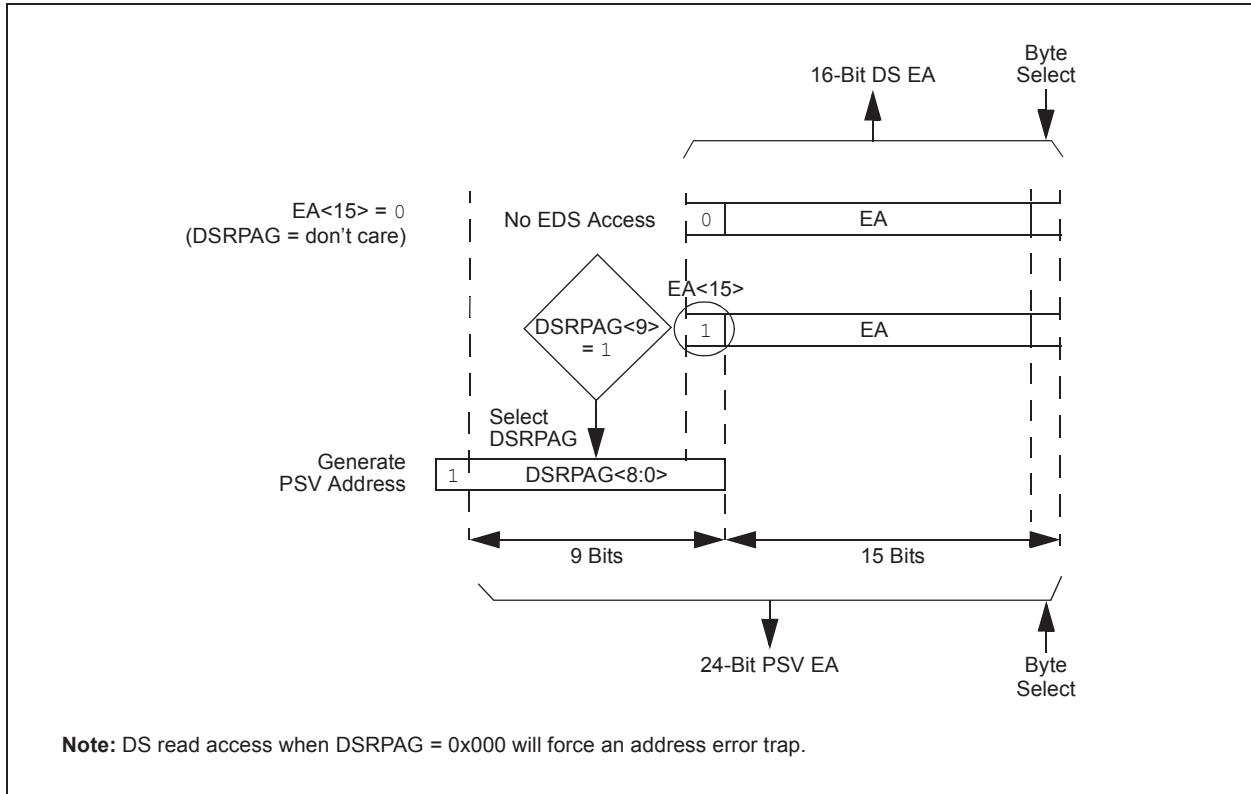 16-Bit DS EA
Byte
Select
EA<15> = 0
(DSRPAG = don't care)
No EDS Access
0
EA
EA<15>
DSRPAG<9>
= 1
1
EA
Select
DSRPAG
Generate
PSV Address
1
DSRPAG<8:0>
9 Bits
15 Bits
24-Bit PSV EA
Byte
Select
Note: DS read access when DSRPAG = 0x000 will force an address error trap.